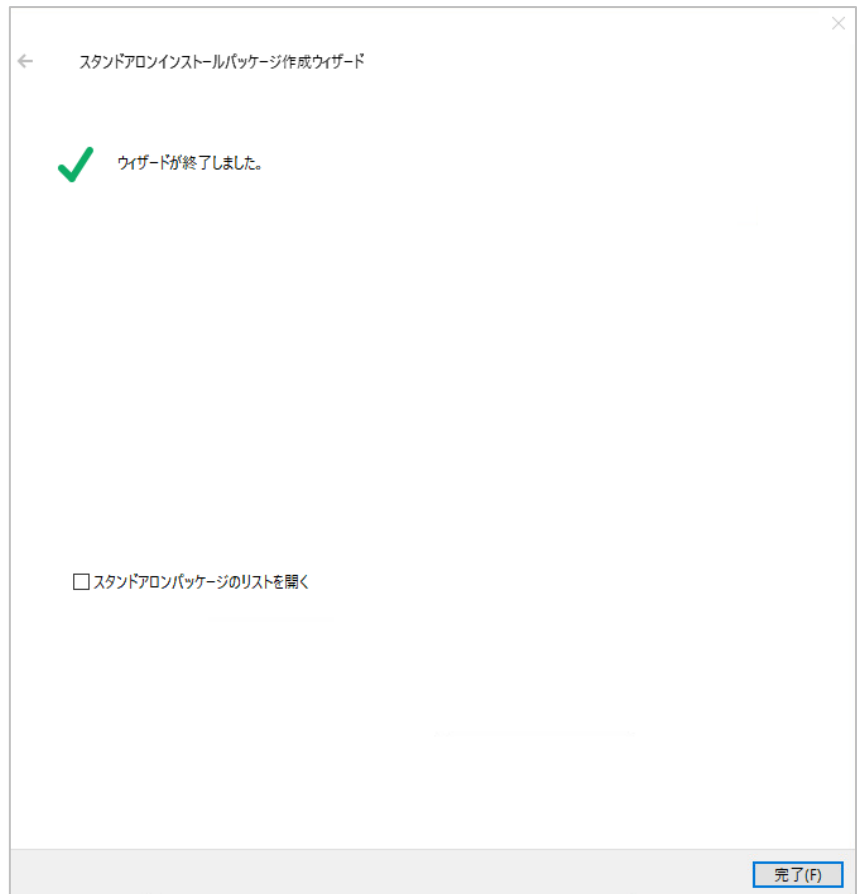 スタンドアロンインストールパッケージ作成ウィザード
ウィザードが終了しました。
スタンドアロンパッケージのリストを開く
完了(F)